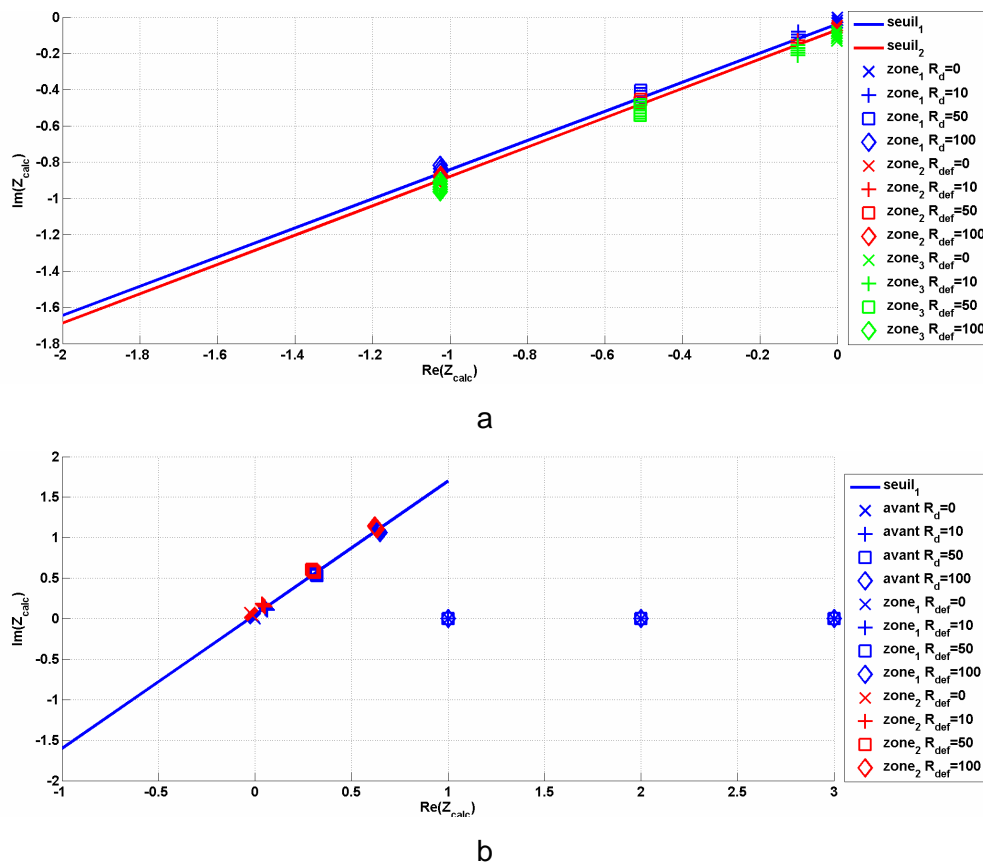 0
-0.2
-0.4
-0.6
-0.8
-1
-1.2
-1.4
-1.6
-1.8
Im(Z_calc)
-2 -1.8 -1.6 -1.4 -1.2 -1 -0.8 -0.6 -0.4 -0.2 0
Re(Z_calc)
seuil_1
seuil_2
zone_1 R_d=0
zone_1 R_d=10
zone_1 R_d=50
zone_1 R_d=100
zone_2 R_def=0
zone_2 R_def=10
zone_2 R_def=50
zone_2 R_def=100
zone_3 R_def=0
zone_3 R_def=10
zone_3 R_def=50
zone_3 R_def=100
a
2
1.5
1
0.5
0
-0.5
-1
-1.5
-2
Im(Z_calc)
-1 -0.5 0 0.5 1 1.5 2 2.5 3
Re(Z_calc)
seuil_1
avant R_d=0
avant R_d=10
avant R_d=50
avant R_d=100
zone_1 R_def=0
zone_1 R_def=10
zone_1 R_def=50
zone_1 R_def=100
zone_2 R_def=0
zone_2 R_def=10
zone_2 R_def=50
zone_2 R_def=100
b